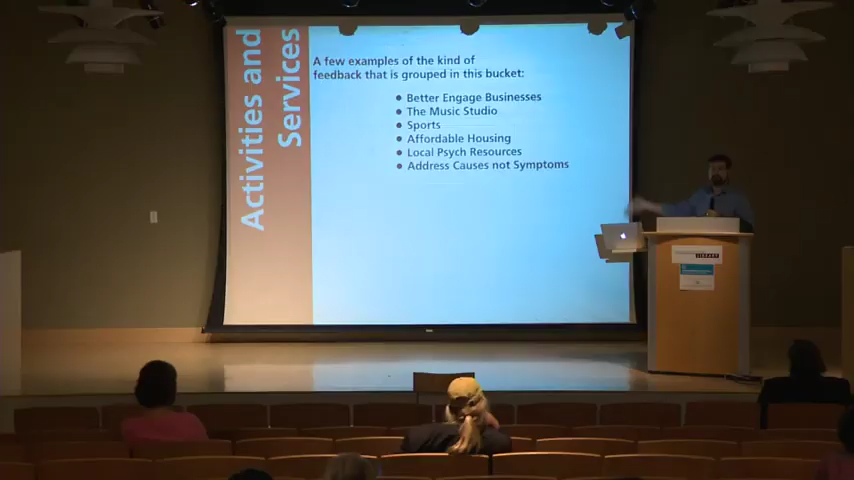 Activities and
Services
A few examples of the kind of
feedback that is grouped in this bucket:
• Better Engage Businesses
• The Music Studio
• Sports
• Affordable Housing
• Local Psych Resources
• Address Causes not Symptoms
LIBRARY